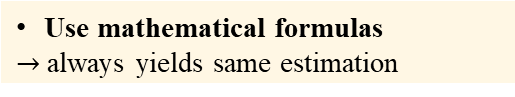 • Use mathematical formulas
→ always yields same estimation